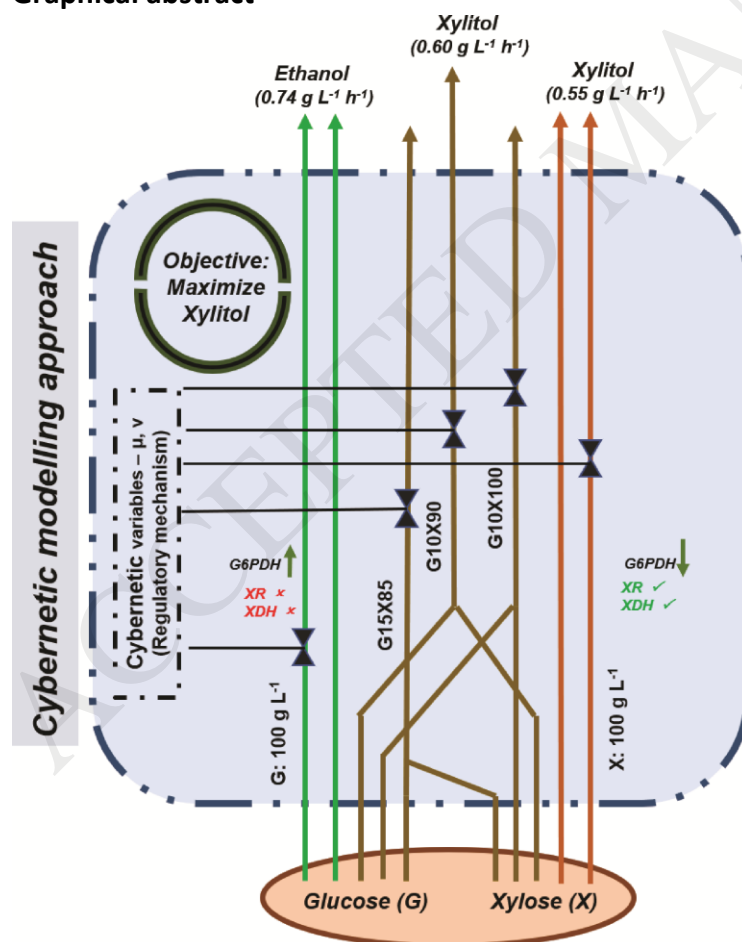 Graphical abstract
Xylitol
(0.60 g L⁻¹ h⁻¹)
Ethanol
(0.74 g L⁻¹ h⁻¹)
Xylitol
(0.55 g L⁻¹ h⁻¹)
Cybernetic modelling approach
Objective:
Maximize
Xylitol
Cybernetic variables – μ, ν
(Regulatory mechanism)
G6PDH
XR ×
XDH ×
G15X85
G10X90
G10X100
G6PDH
XR ✓
XDH ✓
G: 100 g L⁻¹
X: 100 g L⁻¹
Glucose (G)
Xylose (X)
ACCEPTED MA